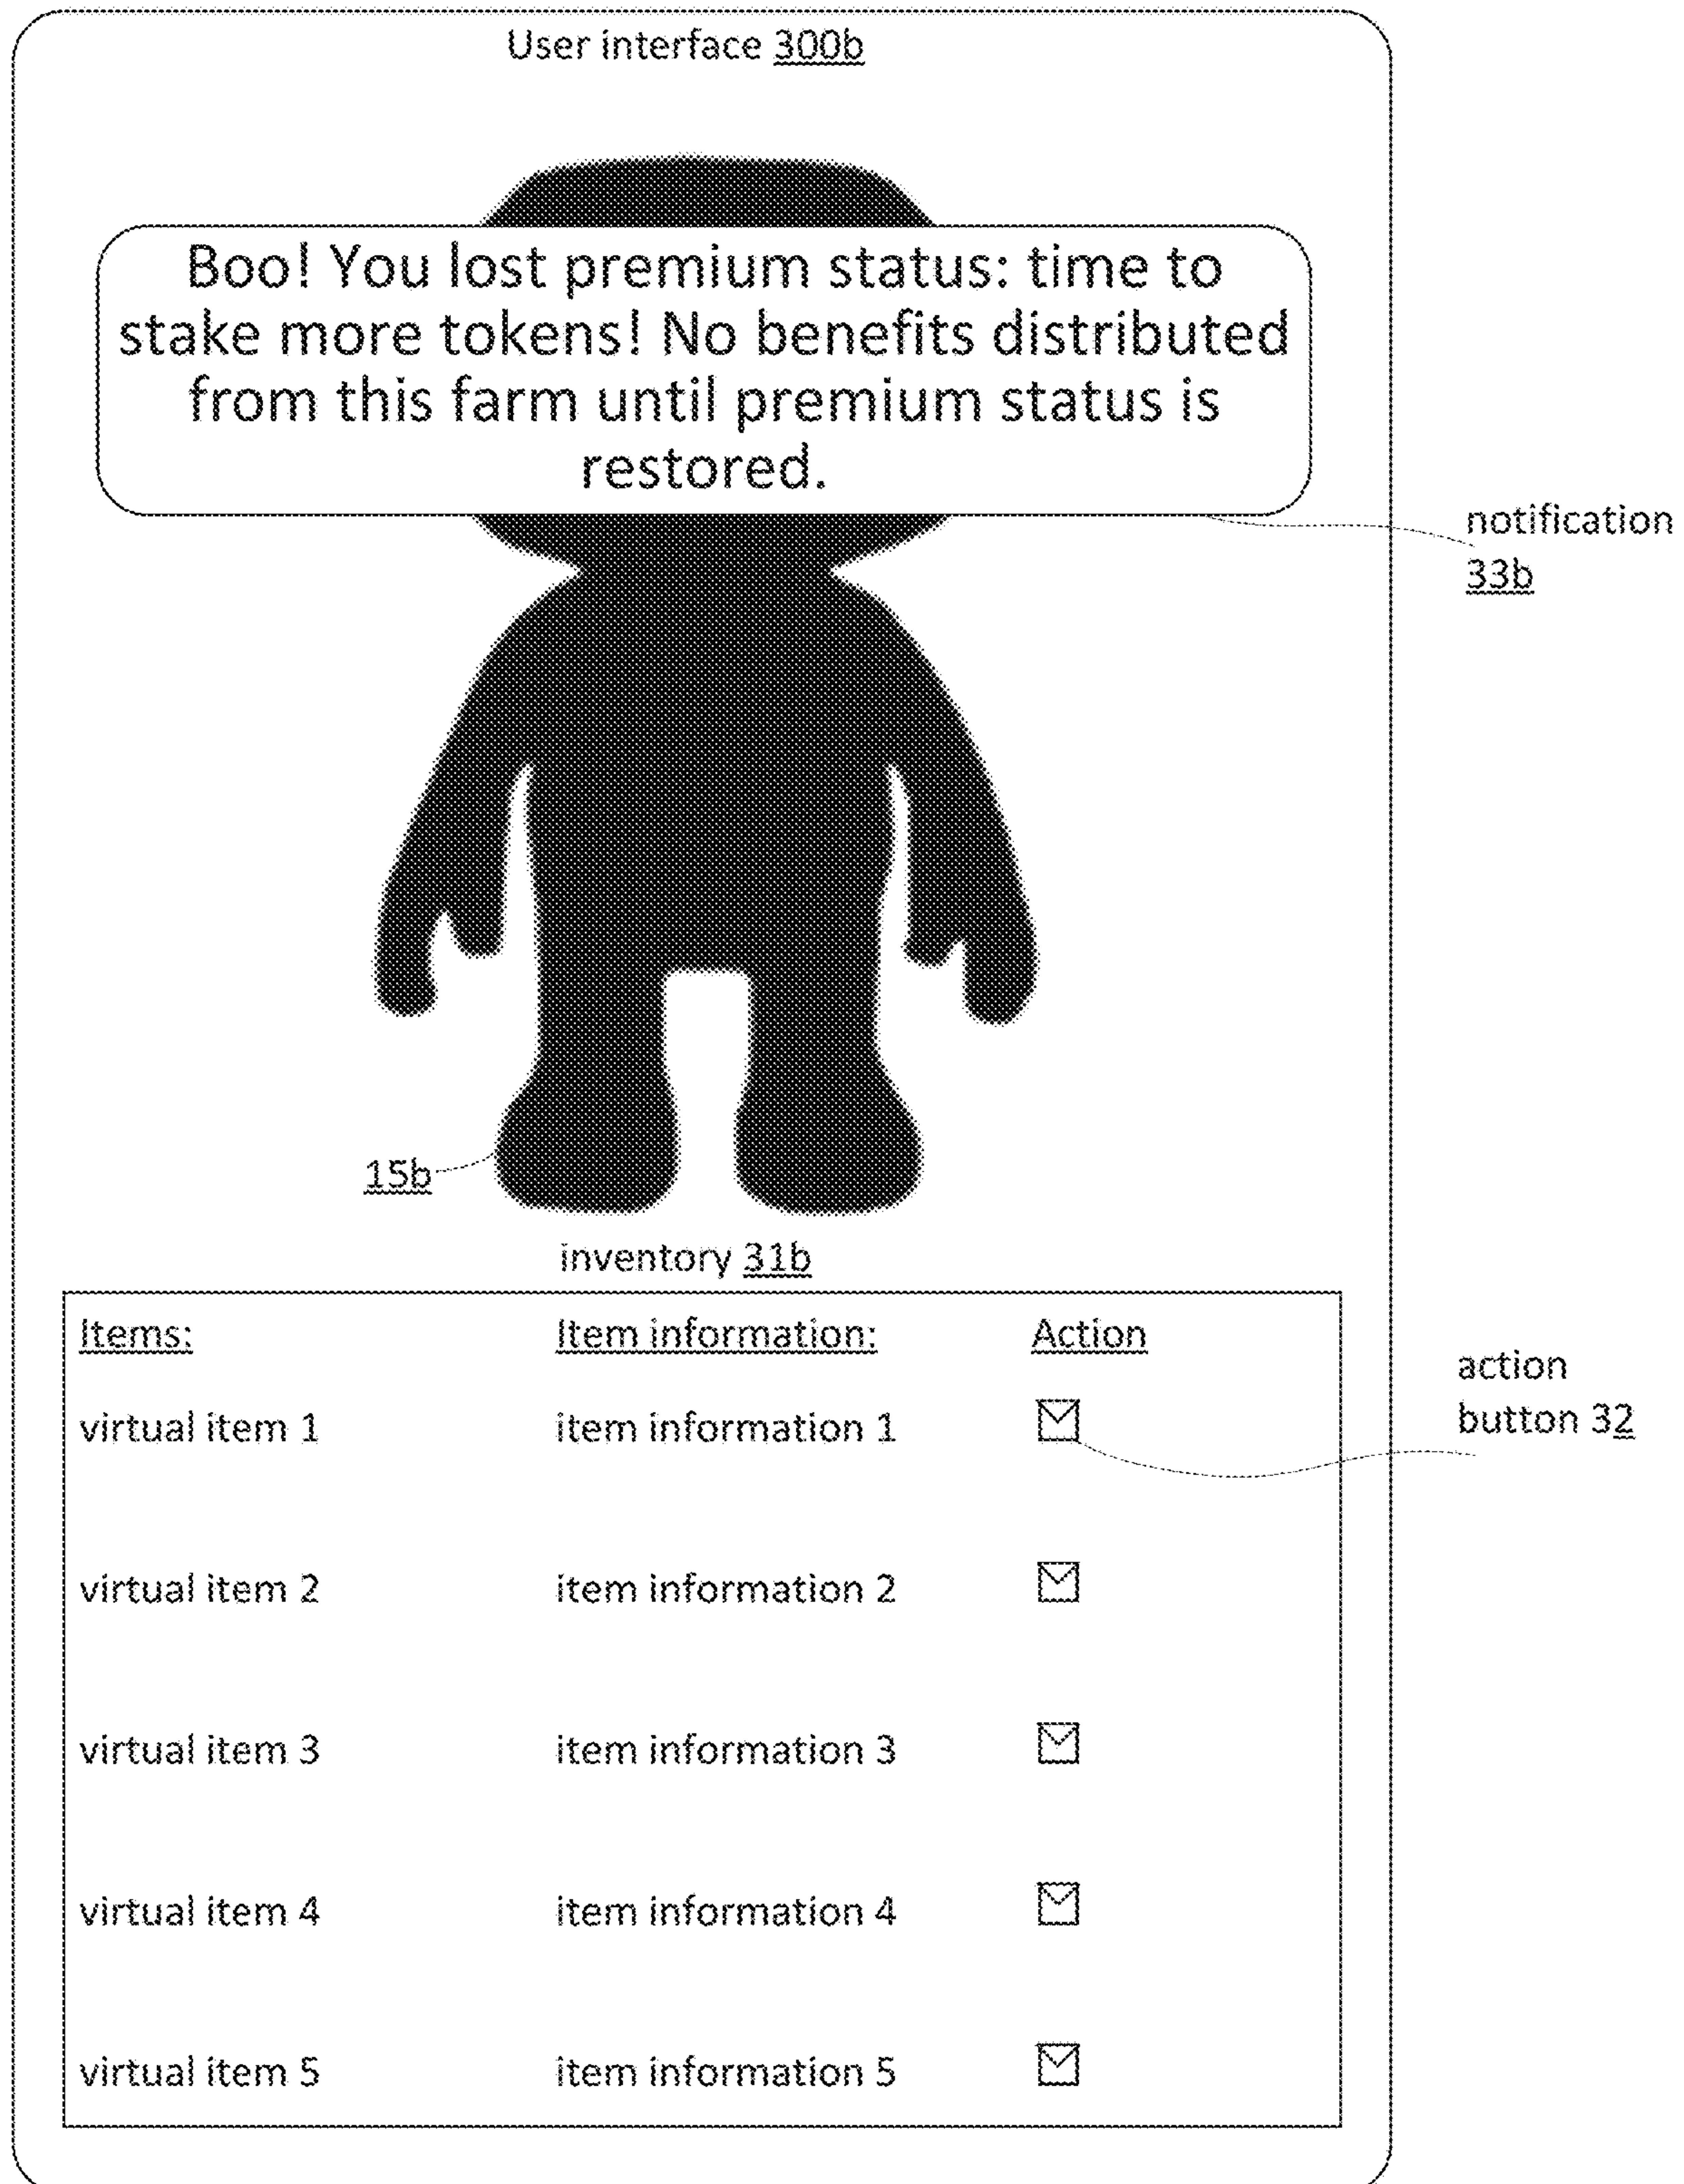 User interface 300b
Boo! You lost premium status: time to
stake more tokens! No benefits distributed
from this farm until premium status is
restored.
notification
33b
15b
inventory 31b
Items: Item information: Action
action
button 32
virtual item 1 item information 1
virtual item 2 item information 2
virtual item 3 item information 3
virtual item 4 item information 4
virtual item 5 item information 5